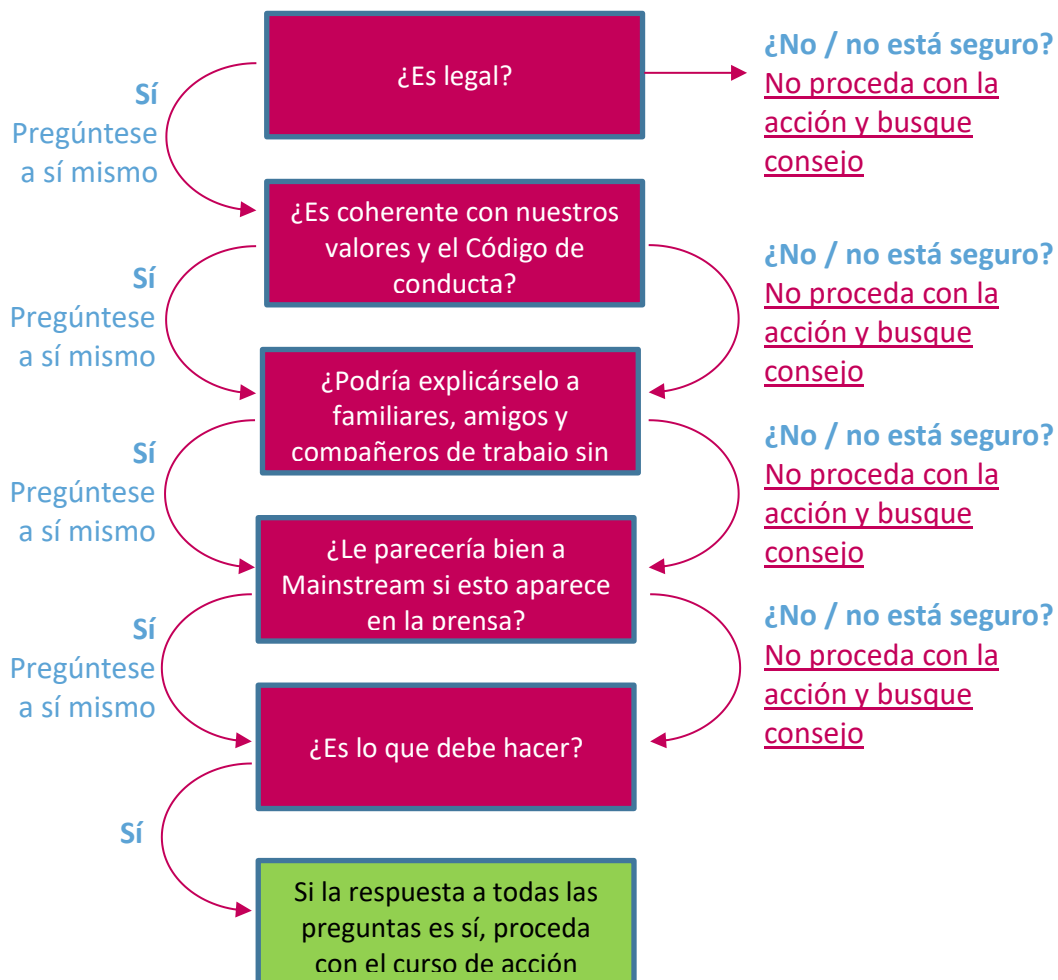 ¿Es legal?
¿No / no está seguro?
No proceda con la
acción y busque
consejo
Sí
Pregúntese
a sí mismo
¿Es coherente con nuestros
valores y el Código de
conducta?
¿No / no está seguro?
No proceda con la
acción y busque
consejo
Sí
Pregúntese
a sí mismo
¿Podría explicárselo a
familiares, amigos y
compañeros de trabajo sin
¿No / no está seguro?
No proceda con la
acción y busque
consejo
Sí
Pregúntese
a sí mismo
¿Le parecería bien a
Mainstream si esto aparece
en la prensa?
¿No / no está seguro?
No proceda con la
acción y busque
consejo
Sí
Pregúntese
a sí mismo
¿Es lo que debe hacer?
Sí
Si la respuesta a todas las
preguntas es sí, proceda
con el curso de acción